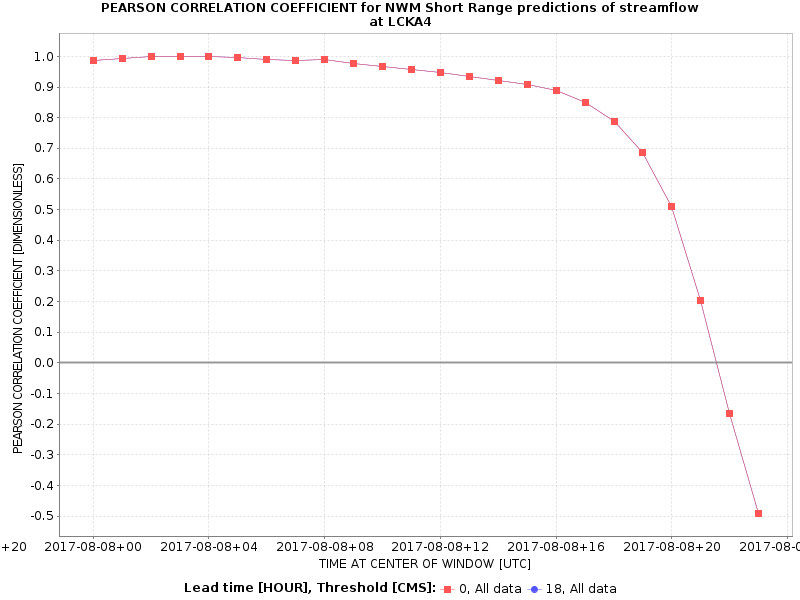 PEARSON CORRELATION COEFFICIENT for NWM Short Range predictions of streamflow
at LCKA4
PEARSON CORRELATION COEFFICIENT [DIMENSIONLESS]
1.0
0.9
0.8
0.7
0.6
0.5
0.4
0.3
0.2
0.1
0.0
-0.1
-0.2
-0.3
-0.4
-0.5
+20 2017-08-08+00 2017-08-08+04 2017-08-08+08 2017-08-08+12 2017-08-08+16 2017-08-08+20 2017-08-0
TIME AT CENTER OF WINDOW [UTC]
Lead time [HOUR], Threshold [CMS]: 0, All data 18, All data